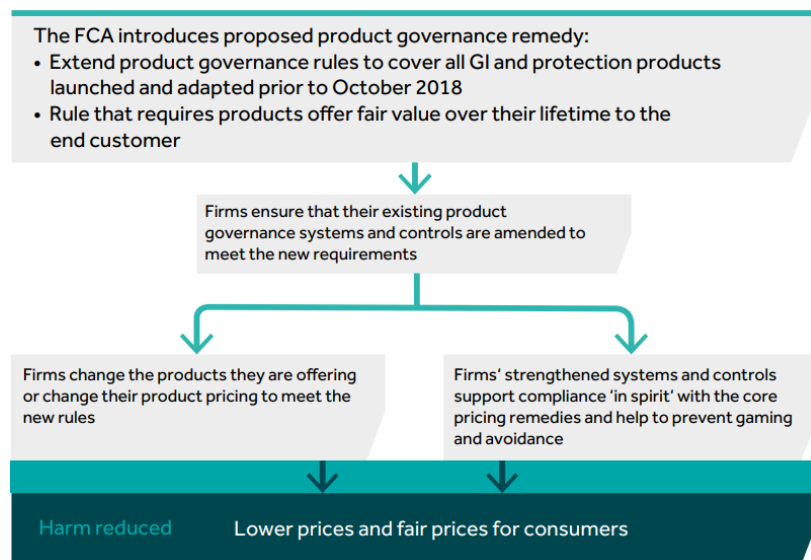 The FCA introduces proposed product governance remedy:
• Extend product governance rules to cover all GI and protection products
launched and adapted prior to October 2018
• Rule that requires products offer fair value over their lifetime to the
end customer
Firms ensure that their existing product
governance systems and controls are amended to
meet the new requirements
Firms change the products they are offering
or change their product pricing to meet the
new rules
Firms' strengthened systems and controls
support compliance 'in spirit' with the core
pricing remedies and help to prevent gaming
and avoidance
Harm reduced
Lower prices and fair prices for consumers